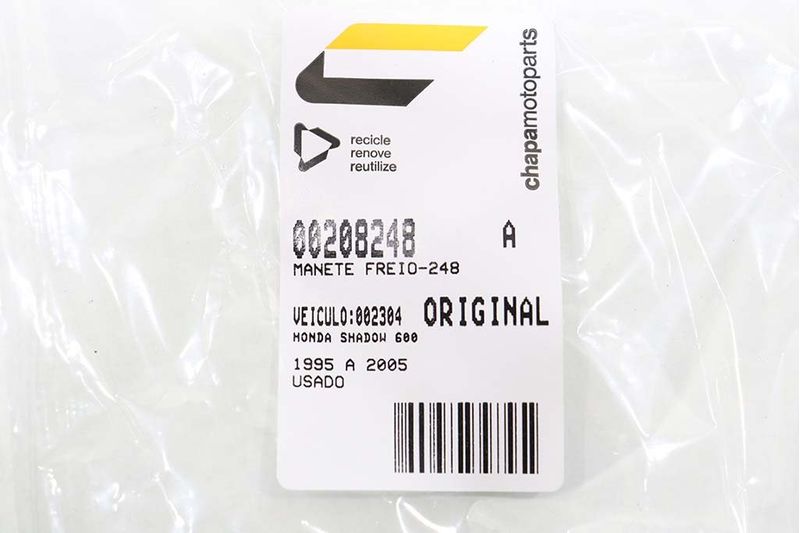 chapamotoparts
recicle
renove
reutilize
00208248 A
MANETE FREIO-248
VEICULO:002304 ORIGINAL
HONDA SHADOW 600
1995 A 2005
USADO